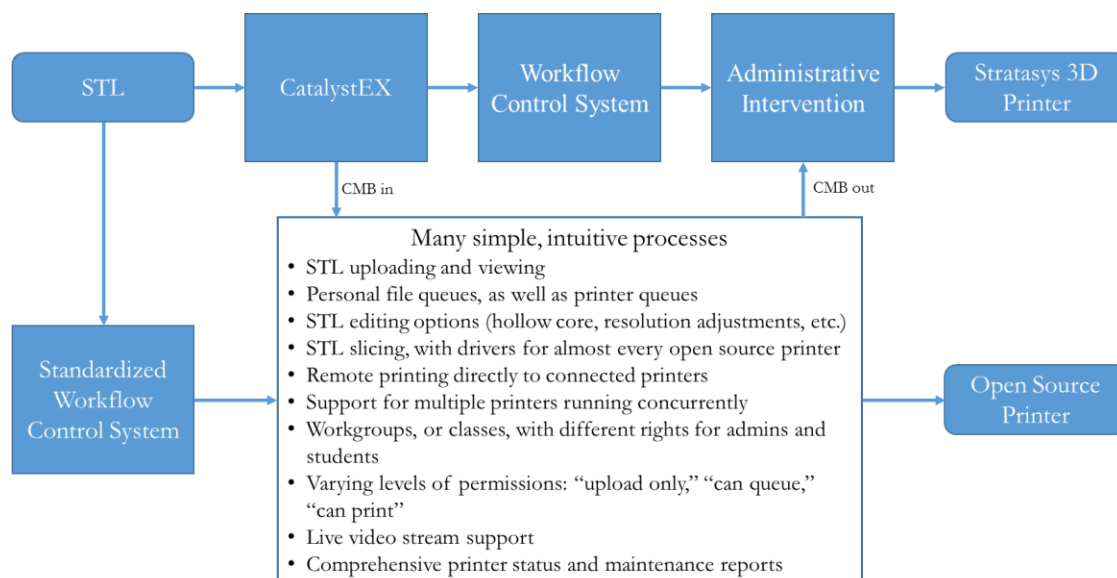 STL
CatalystEX
Workflow
Control System
Administrative
Intervention
Stratasys 3D
Printer
CMB in
CMB out
Many simple, intuitive processes
• STL uploading and viewing
• Personal file queues, as well as printer queues
• STL editing options (hollow core, resolution adjustments, etc.)
• STL slicing, with drivers for almost every open source printer
• Remote printing directly to connected printers
• Support for multiple printers running concurrently
• Workgroups, or classes, with different rights for admins and
students
• Varying levels of permissions: “upload only,” “can queue,”
“can print”
• Live video stream support
• Comprehensive printer status and maintenance reports
Standardized
Workflow
Control System
Open Source
Printer